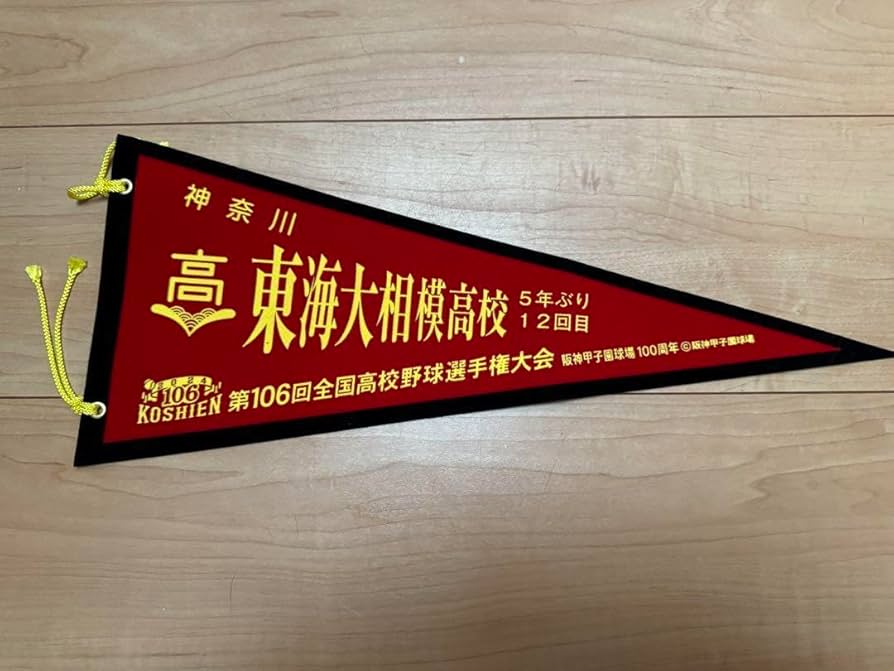 神奈川
高
東海大相模高校
5年ぶり
12回目
2024
106
KOSHIEN
第106回全国高校野球選手権大会 阪神甲子園球場100周年 ©阪神甲子園球場